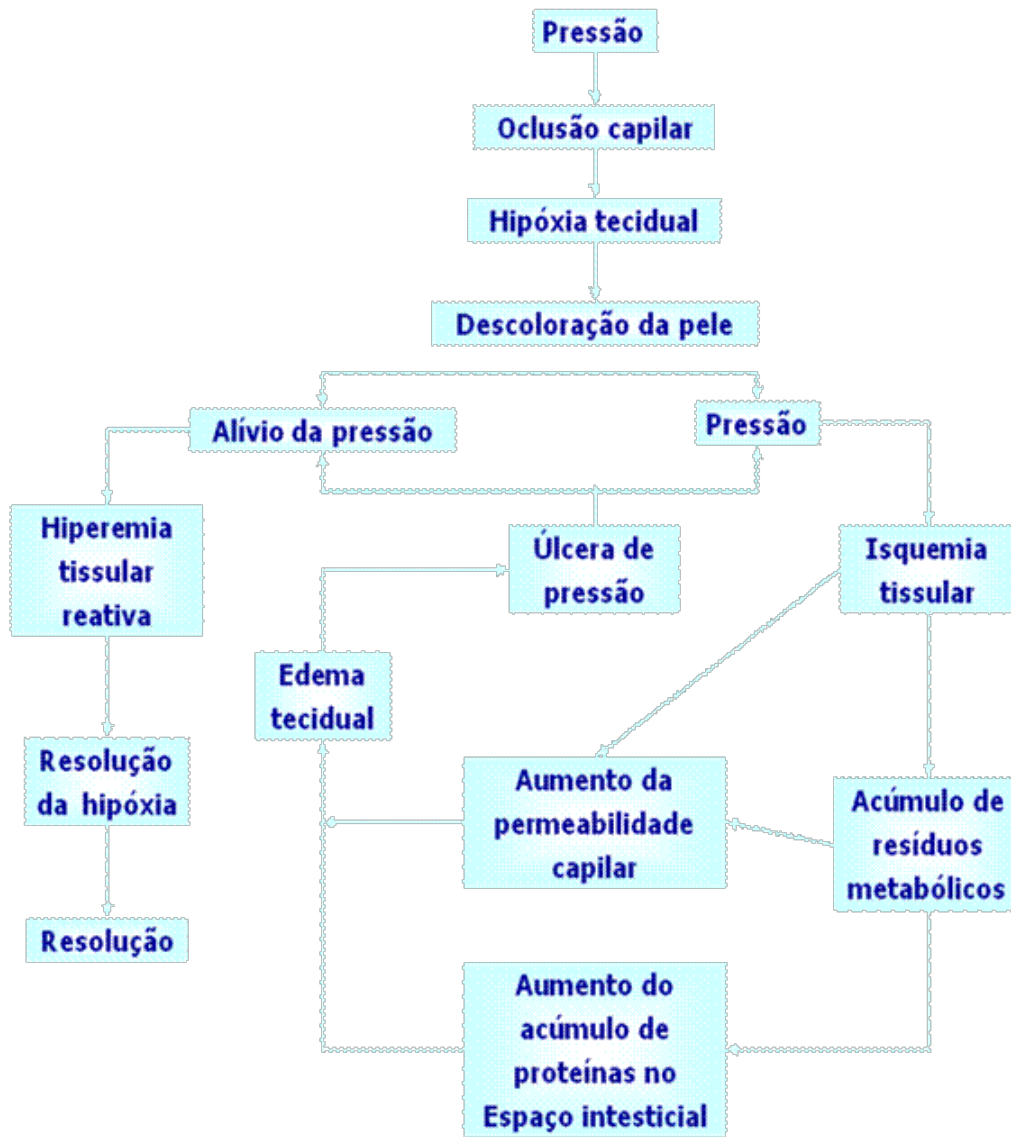 Pressão
Oclusão capilar
Hipóxia tecidual
Descoloração da pele
Alívio da pressão
Pressão
Hiperemia
tissular
reativa
Úlcera de
pressão
Isquemia
tissular
Edema
tecidual
Resolução
da hipóxia
Aumento da
permeabilidade
capilar
Acúmulo de
resíduos
metabólicos
Resolução
Aumento do
acúmulo de
proteínas no
Espaço intesticial